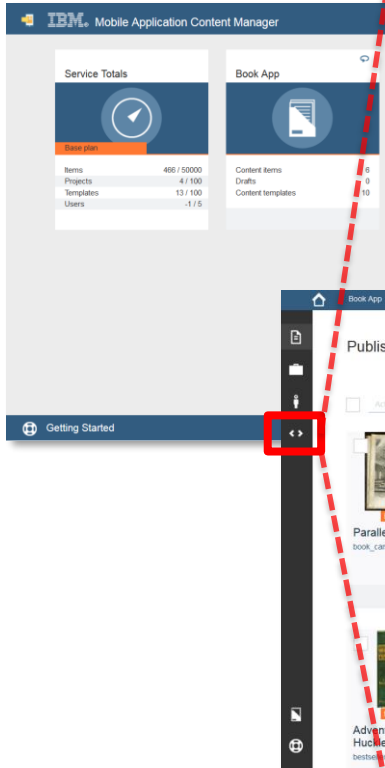 IBM® Mobile Application Content Manager
Service Totals
Base plan
Items 466 / 50000
Projects 4 / 100
Templates 13 / 100
Users -1 / 5
Book App
Content items 6
Drafts 0
Content templates 10
Getting Started
Book App
Publis
Paralle
book_car
Adven
Huckle
bestse